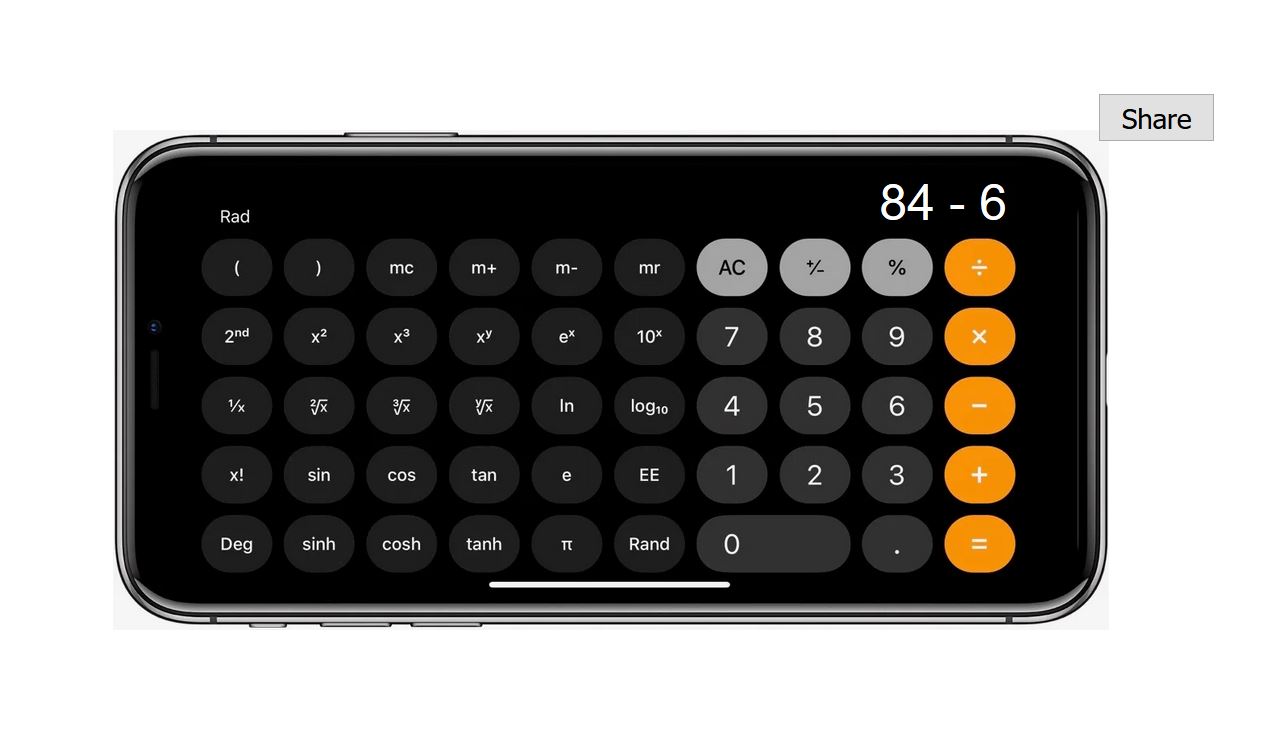 Share
84 - 6
Rad
( ) mc m+ m- mr AC +/- % ÷
2ⁿᵈ x² x³ xʸ eˣ 10ˣ 7 8 9 ×
¹⁄x ²√x ³√x ʸ√x ln log₁₀ 4 5 6 −
x! sin cos tan e EE 1 2 3 +
Deg sinh cosh tanh π Rand 0 . =